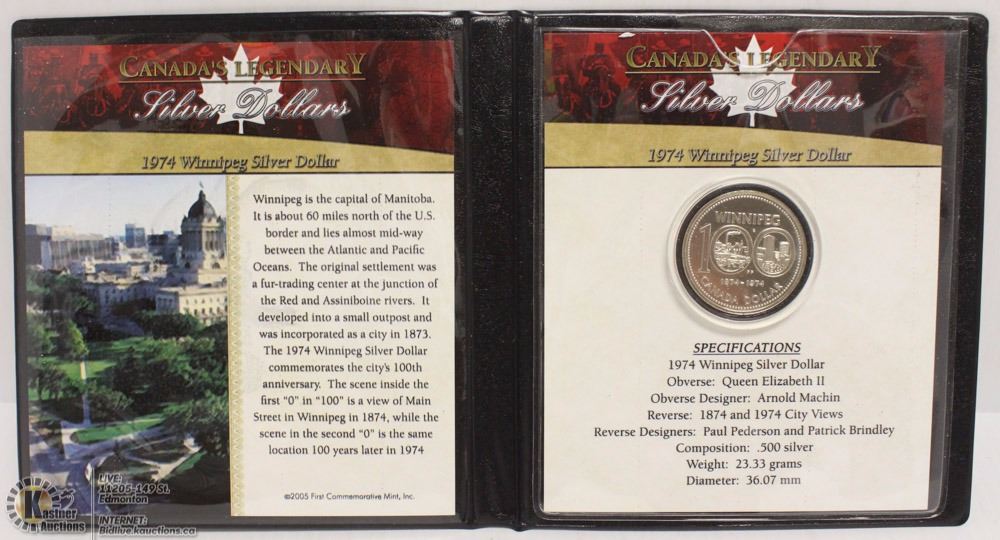 CANADA'S LEGENDARY
Silver Dollars
1974 Winnipeg Silver Dollar
Winnipeg is the capital of Manitoba.
It is about 60 miles north of the U.S.
border and lies almost mid-way
between the Atlantic and Pacific
Oceans. The original settlement was
a fur-trading center at the junction of
the Red and Assiniboine rivers. It
developed into a small outpost and
was incorporated as a city in 1873.
The 1974 Winnipeg Silver Dollar
commemorates the city's 100th
anniversary. The scene inside the
first "0" in "100" is a view of Main
Street in Winnipeg in 1874, while the
scene in the second "0" is the same
location 100 years later in 1974
©2005 First Commemorative Mint, Inc.
CANADA'S LEGENDARY
Silver Dollars
1974 Winnipeg Silver Dollar
WINNIPEG
100
1874-1974
CANADA DOLLAR
SPECIFICATIONS
1974 Winnipeg Silver Dollar
Obverse: Queen Elizabeth II
Obverse Designer: Arnold Machin
Reverse: 1874 and 1974 City Views
Reverse Designers: Paul Pederson and Patrick Brindley
Composition: .500 silver
Weight: 23.33 grams
Diameter: 36.07 mm
Kastner
Auctions
LIVE:
11205-149 St.
Edmonton
INTERNET:
Bidlive.kauctions.ca